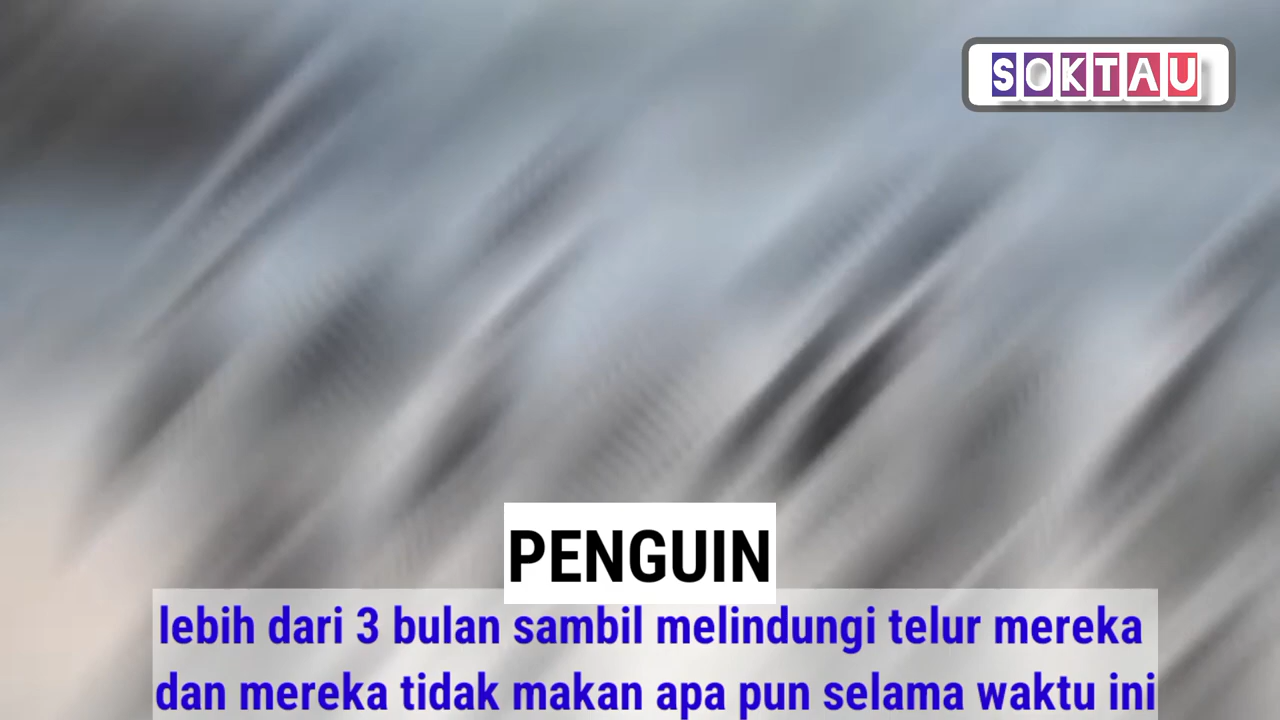 SOKTAU
PENGUIN
lebih dari 3 bulan sambil melindungi telur mereka
dan mereka tidak makan apa pun selama waktu ini